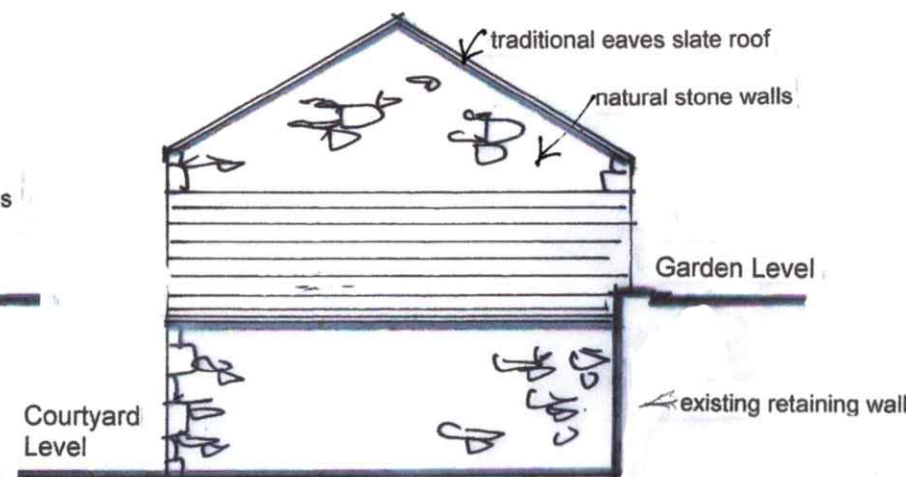 traditional eaves slate roof
natural stone walls
s
Garden Level
existing retaining wall
Courtyard
Level